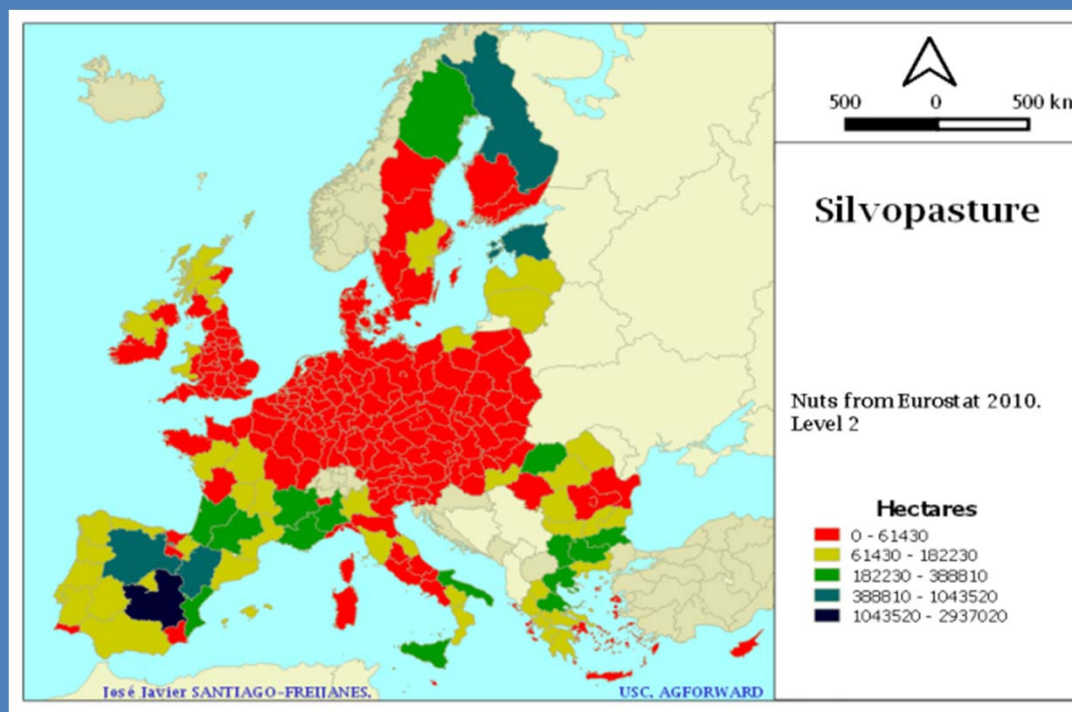 500 0 500 km
Silvopasture
Nuts from Eurostat 2010.
Level 2
Hectares
0 - 61430
61430 - 182230
182230 - 388810
388810 - 1043520
1043520 - 2937020
José Javier SANTIAGO-FREIJANES.
USC. AGFORWARD